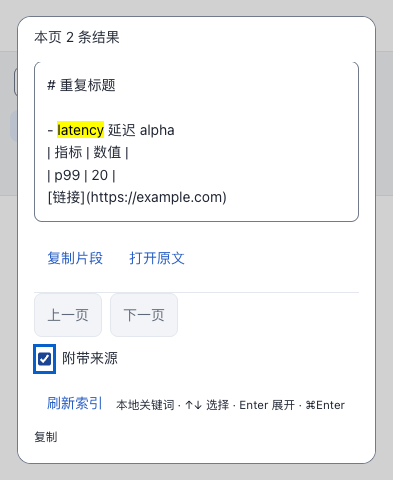 本页 2 条结果
# 重复标题
- latency 延迟 alpha
| 指标 | 数值 |
| p99 | 20 |
[链接](https://example.com)
复制片段 打开原文
上一页 下一页
附带来源
刷新索引 本地关键词 · ↑↓ 选择 · Enter 展开 · ⌘Enter
复制